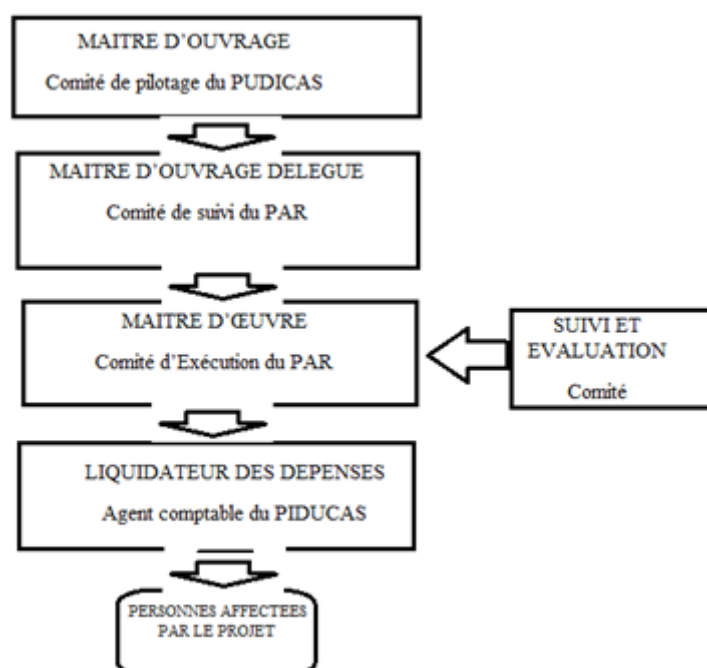 MAITRE D'OUVRAGE
Comité de pilotage du PUDICAS
MAITRE D'OUVRAGE DELEGUE
Comité de suivi du PAR
MAITRE D'ŒUVRE
Comité d'Exécution du PAR
SUIVI ET
EVALUATION
Comité
LIQUIDATEUR DES DEPENSES
Agent comptable du PIDUCAS
PERSONNES AFFECTEES
PAR LE PROJET